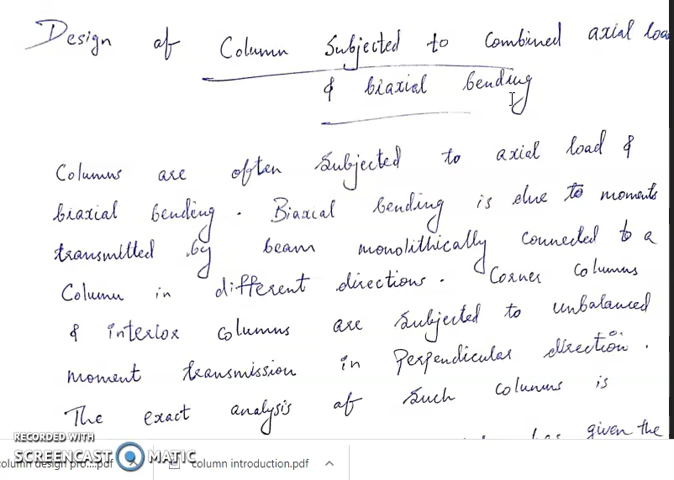 Design of Column Subjected to Combined axial loa
& biaxial bending
Columns are often Subjected to axial load &
biaxial bending. Biaxial bending is due to moments
transmitted by beam monolithically connected to a
Column in different directions. Corner columns
& interior columns are Subjected to unbalanced
moment transmission in Perpendicular direction.
The exact analysis of Such columns is
has given the
RECORDED WITH
SCREENCAST MATIC
column design pro....pdf column introduction.pdf